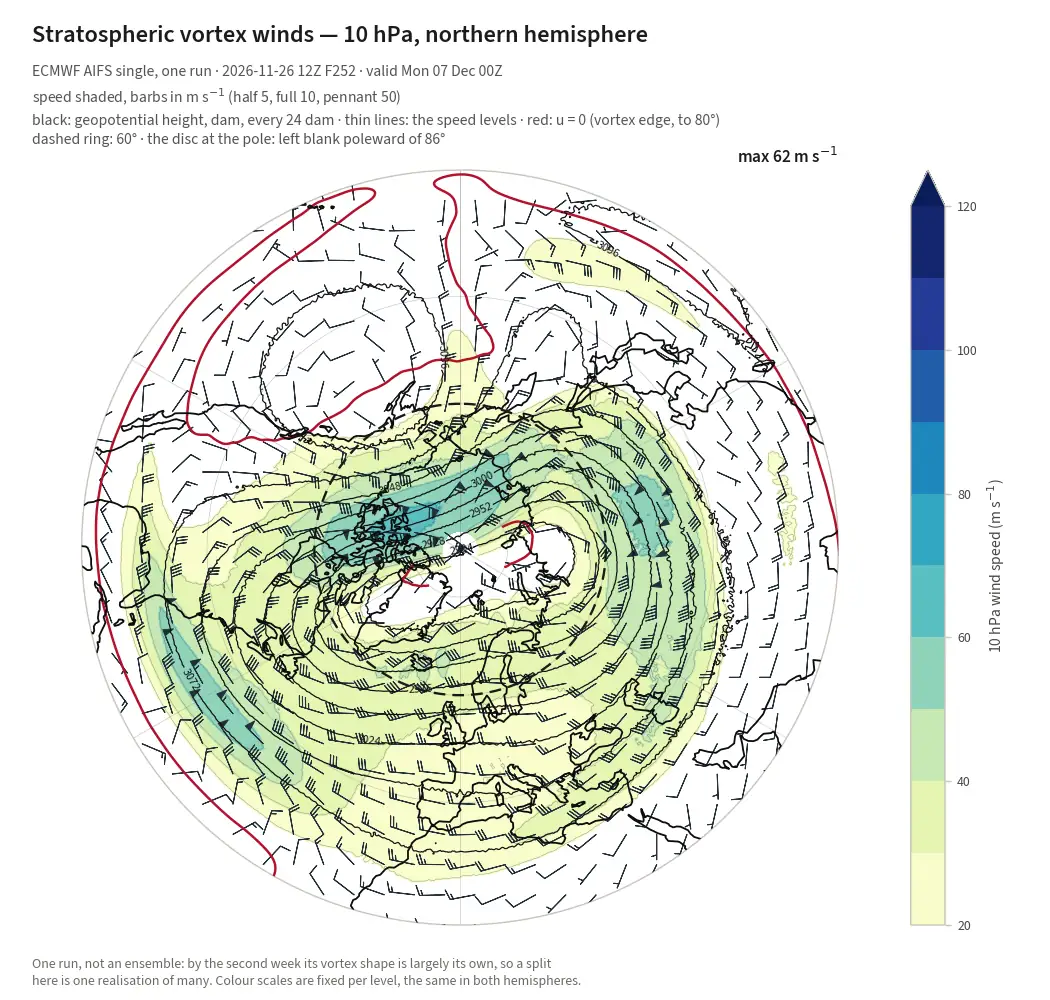 Stratospheric vortex winds — 10 hPa, northern hemisphere
ECMWF AIFS single, one run · 2026-11-26 12Z F252 · valid Mon 07 Dec 00Z
speed shaded, barbs in m s⁻¹ (half 5, full 10, pennant 50)
black: geopotential height, dam, every 24 dam · thin lines: the speed levels · red: u = 0 (vortex edge, to 80°)
dashed ring: 60° · the disc at the pole: left blank poleward of 86°
max 62 m s⁻¹
120
100
80
60
40
20
10 hPa wind speed (m s⁻¹)
3096
3000
2952
3072
One run, not an ensemble: by the second week its vortex shape is largely its own, so a split
here is one realisation of many. Colour scales are fixed per level, the same in both hemispheres.